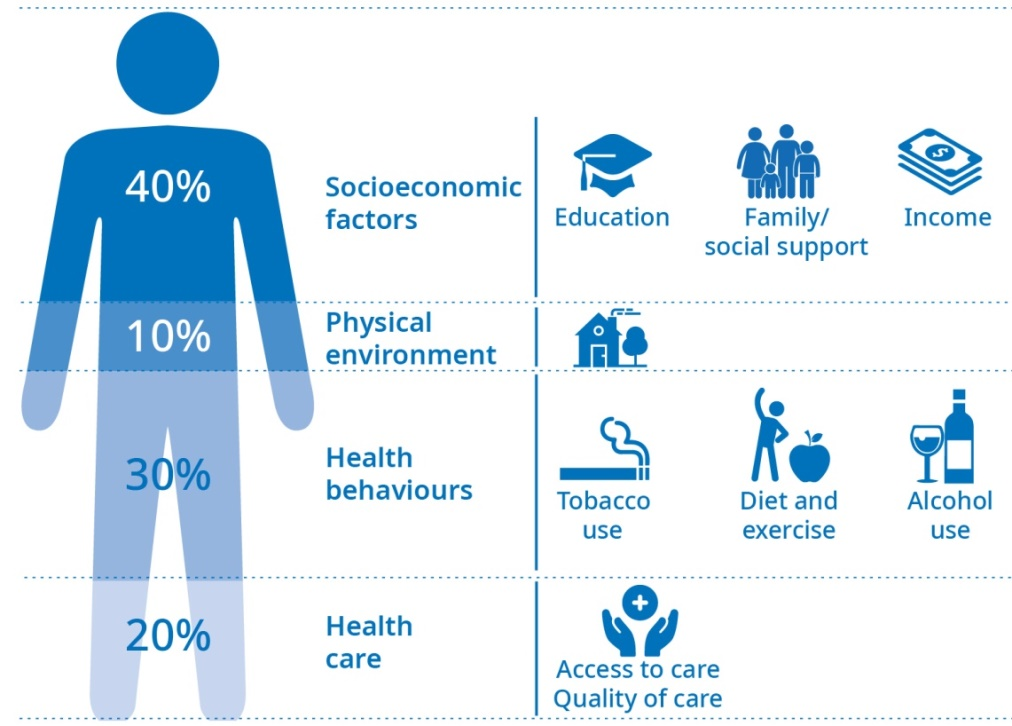 40%
Socioeconomic
factors
Education
Family/
social support
Income
10%
Physical
environment
30%
Health
behaviours
Tobacco
use
Diet and
exercise
Alcohol
use
20%
Health
care
Access to care
Quality of care